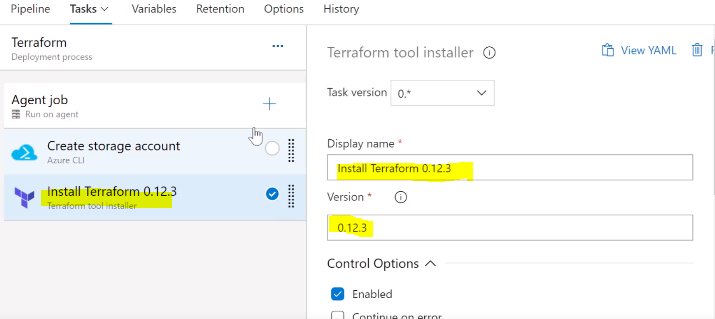 Pipeline Tasks Variables Retention Options History
Terraform
Deployment process
Agent job
Run on agent
Create storage account
Azure CLI
Install Terraform 0.12.3
Terraform tool installer
Terraform tool installer
View YAML
Task version 0.*
Display name *
Install Terraform 0.12.3
Version *
0.12.3
Control Options
Enabled
Continue on error